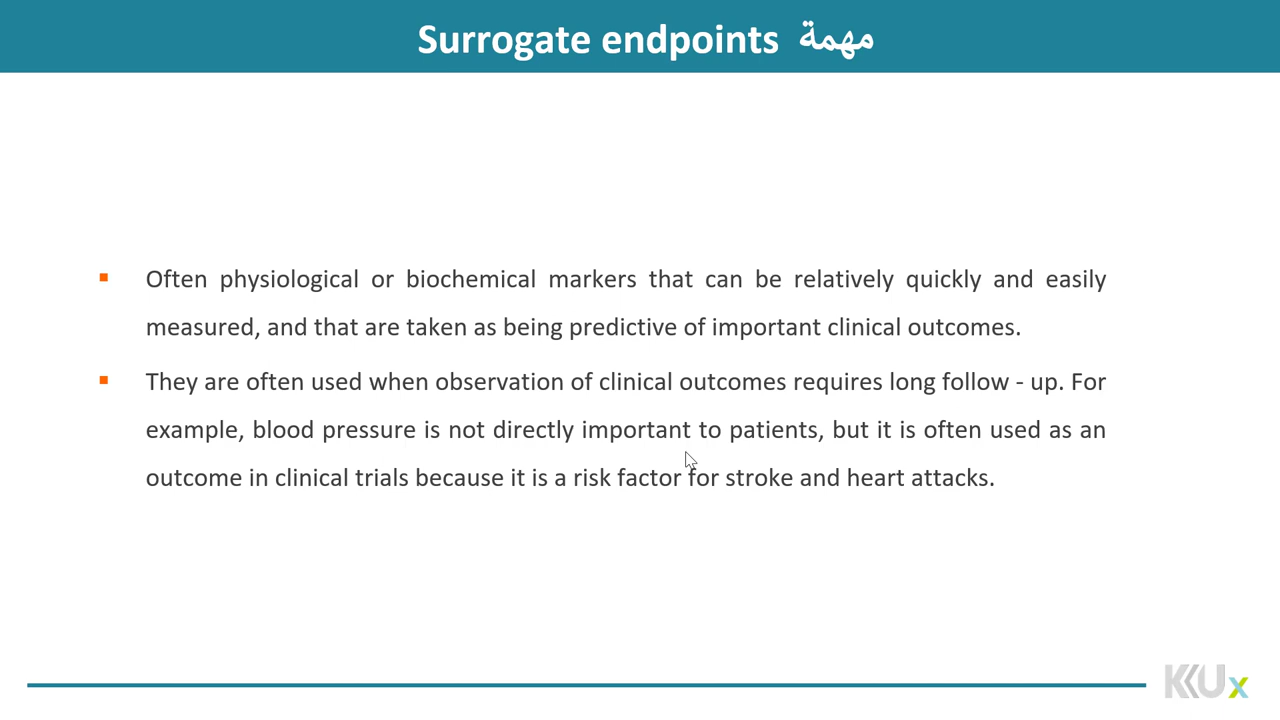 Surrogate endpoints مهمة
Often physiological or biochemical markers that can be relatively quickly and easily
measured, and that are taken as being predictive of important clinical outcomes.
They are often used when observation of clinical outcomes requires long follow - up. For
example, blood pressure is not directly important to patients, but it is often used as an
outcome in clinical trials because it is a risk factor for stroke and heart attacks.
KKUx